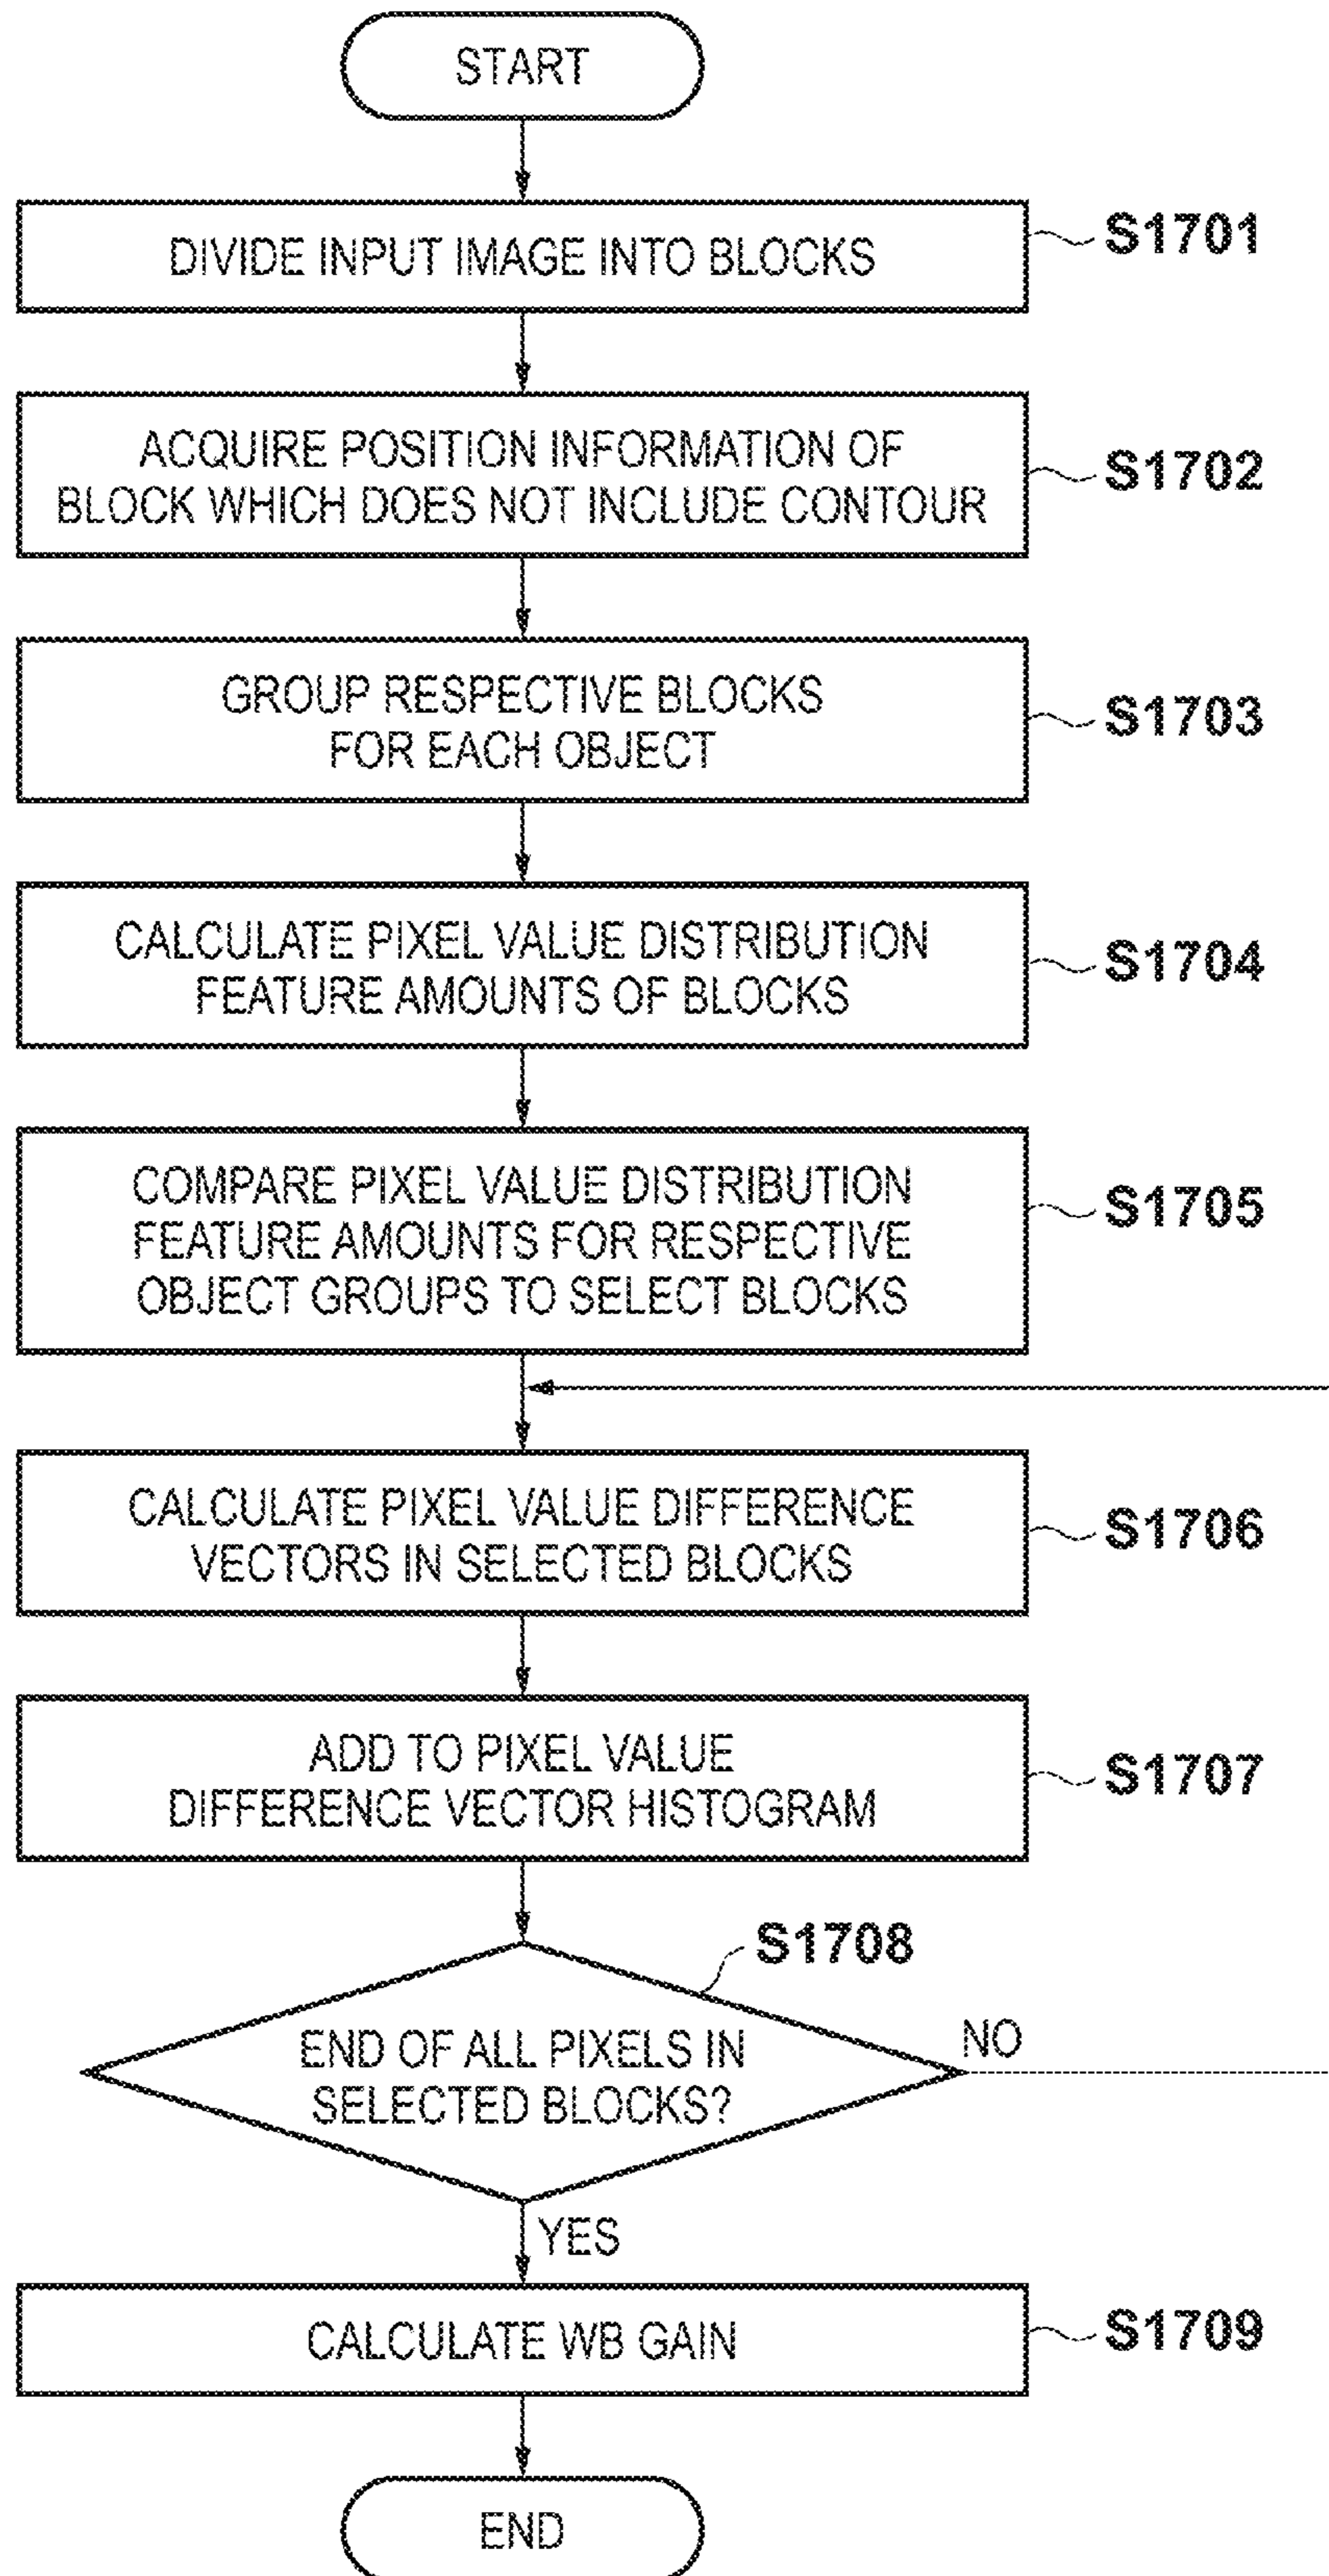 START
DIVIDE INPUT IMAGE INTO BLOCKS
S1701
ACQUIRE POSITION INFORMATION OF
BLOCK WHICH DOES NOT INCLUDE CONTOUR
S1702
GROUP RESPECTIVE BLOCKS
FOR EACH OBJECT
S1703
CALCULATE PIXEL VALUE DISTRIBUTION
FEATURE AMOUNTS OF BLOCKS
S1704
COMPARE PIXEL VALUE DISTRIBUTION
FEATURE AMOUNTS FOR RESPECTIVE
OBJECT GROUPS TO SELECT BLOCKS
S1705
CALCULATE PIXEL VALUE DIFFERENCE
VECTORS IN SELECTED BLOCKS
S1706
ADD TO PIXEL VALUE
DIFFERENCE VECTOR HISTOGRAM
S1707
S1708
END OF ALL PIXELS IN
SELECTED BLOCKS?
NO
YES
CALCULATE WB GAIN
S1709
END